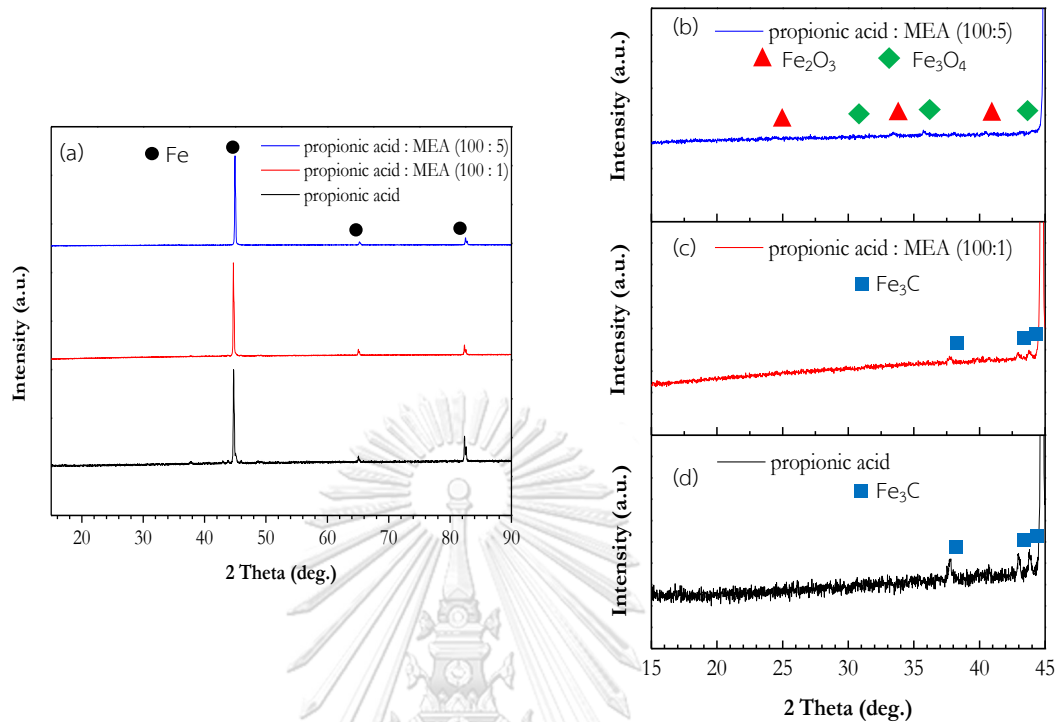 (a)
Fe
propionic acid : MEA (100 : 5)
propionic acid : MEA (100 : 1)
propionic acid
Intensity (a.u.)
20 30 40 50 60 70 80 90
2 Theta (deg.)
(b)
propionic acid : MEA (100:5)
Fe₂O₃ Fe₃O₄
Intensity (a.u.)
(c)
propionic acid : MEA (100:1)
Fe₃C
Intensity (a.u.)
(d)
propionic acid
Fe₃C
Intensity (a.u.)
15 20 25 30 35 40 45
2 Theta (deg.)